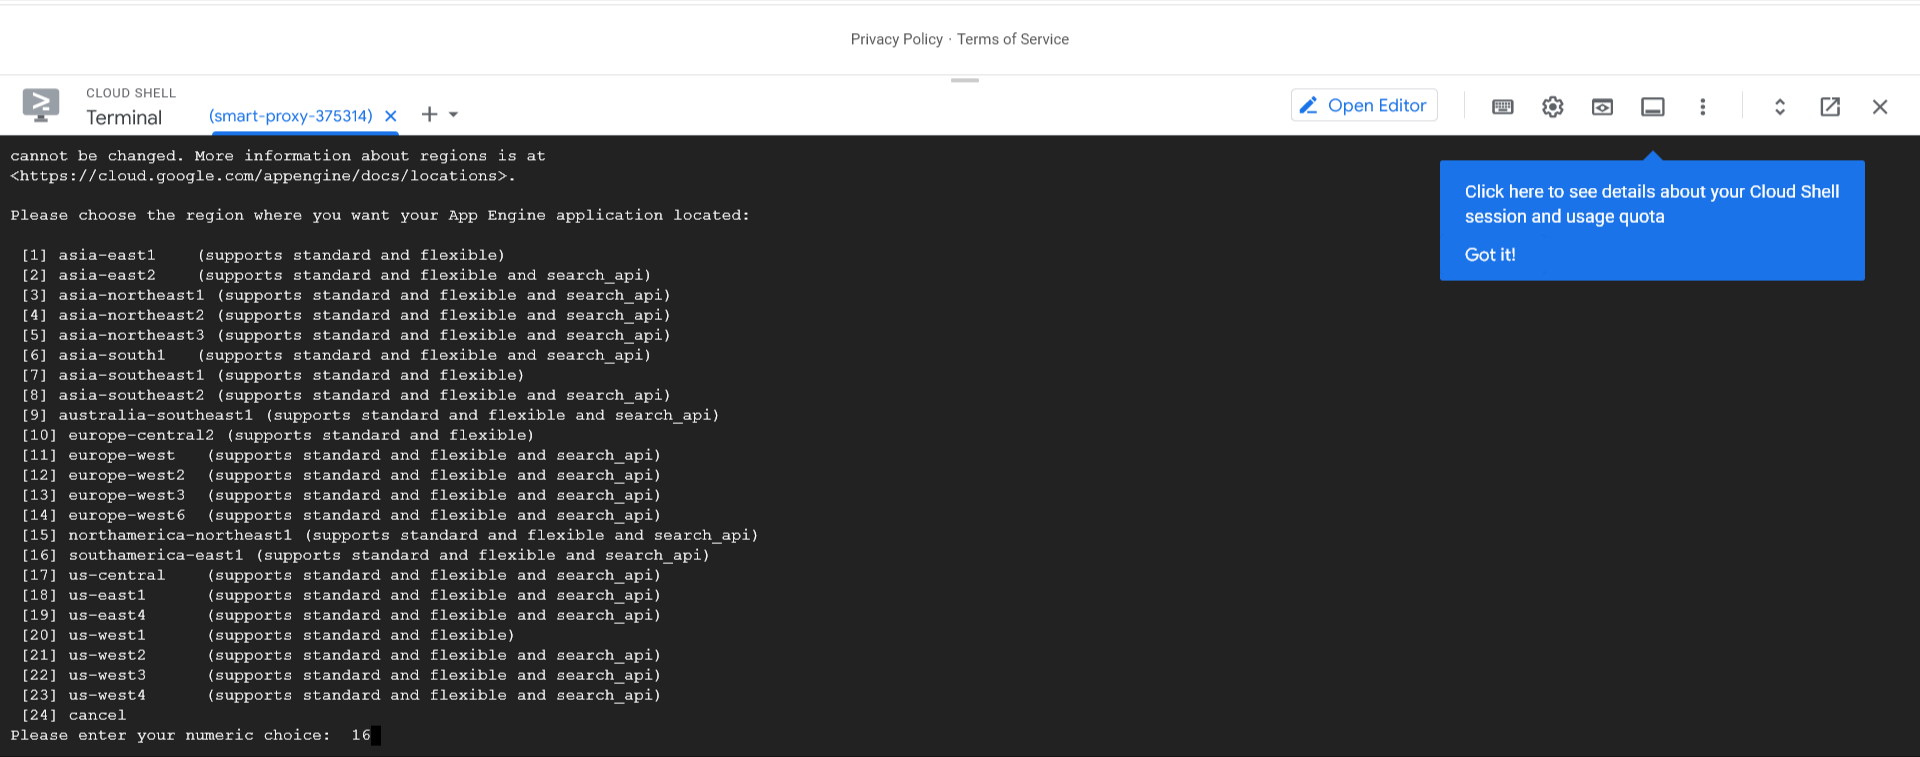 Privacy Policy · Terms of Service
CLOUD SHELL
Terminal
(smart-proxy-375314)
Open Editor
cannot be changed. More information about regions is at
<https://cloud.google.com/appengine/docs/locations>.
Please choose the region where you want your App Engine application located:
[1] asia-east1    (supports standard and flexible)
[2] asia-east2    (supports standard and flexible and search_api)
[3] asia-northeast1 (supports standard and flexible and search_api)
[4] asia-northeast2 (supports standard and flexible and search_api)
[5] asia-northeast3 (supports standard and flexible and search_api)
[6] asia-south1   (supports standard and flexible and search_api)
[7] asia-southeast1 (supports standard and flexible)
[8] asia-southeast2 (supports standard and flexible and search_api)
[9] australia-southeast1 (supports standard and flexible and search_api)
[10] europe-central2 (supports standard and flexible)
[11] europe-west   (supports standard and flexible and search_api)
[12] europe-west2  (supports standard and flexible and search_api)
[13] europe-west3  (supports standard and flexible and search_api)
[14] europe-west6  (supports standard and flexible and search_api)
[15] northamerica-northeast1 (supports standard and flexible and search_api)
[16] southamerica-east1 (supports standard and flexible and search_api)
[17] us-central    (supports standard and flexible and search_api)
[18] us-east1      (supports standard and flexible and search_api)
[19] us-east4      (supports standard and flexible and search_api)
[20] us-west1      (supports standard and flexible)
[21] us-west2      (supports standard and flexible and search_api)
[22] us-west3      (supports standard and flexible and search_api)
[23] us-west4      (supports standard and flexible and search_api)
[24] cancel
Please enter your numeric choice:  16
Click here to see details about your Cloud Shell
session and usage quota
Got it!